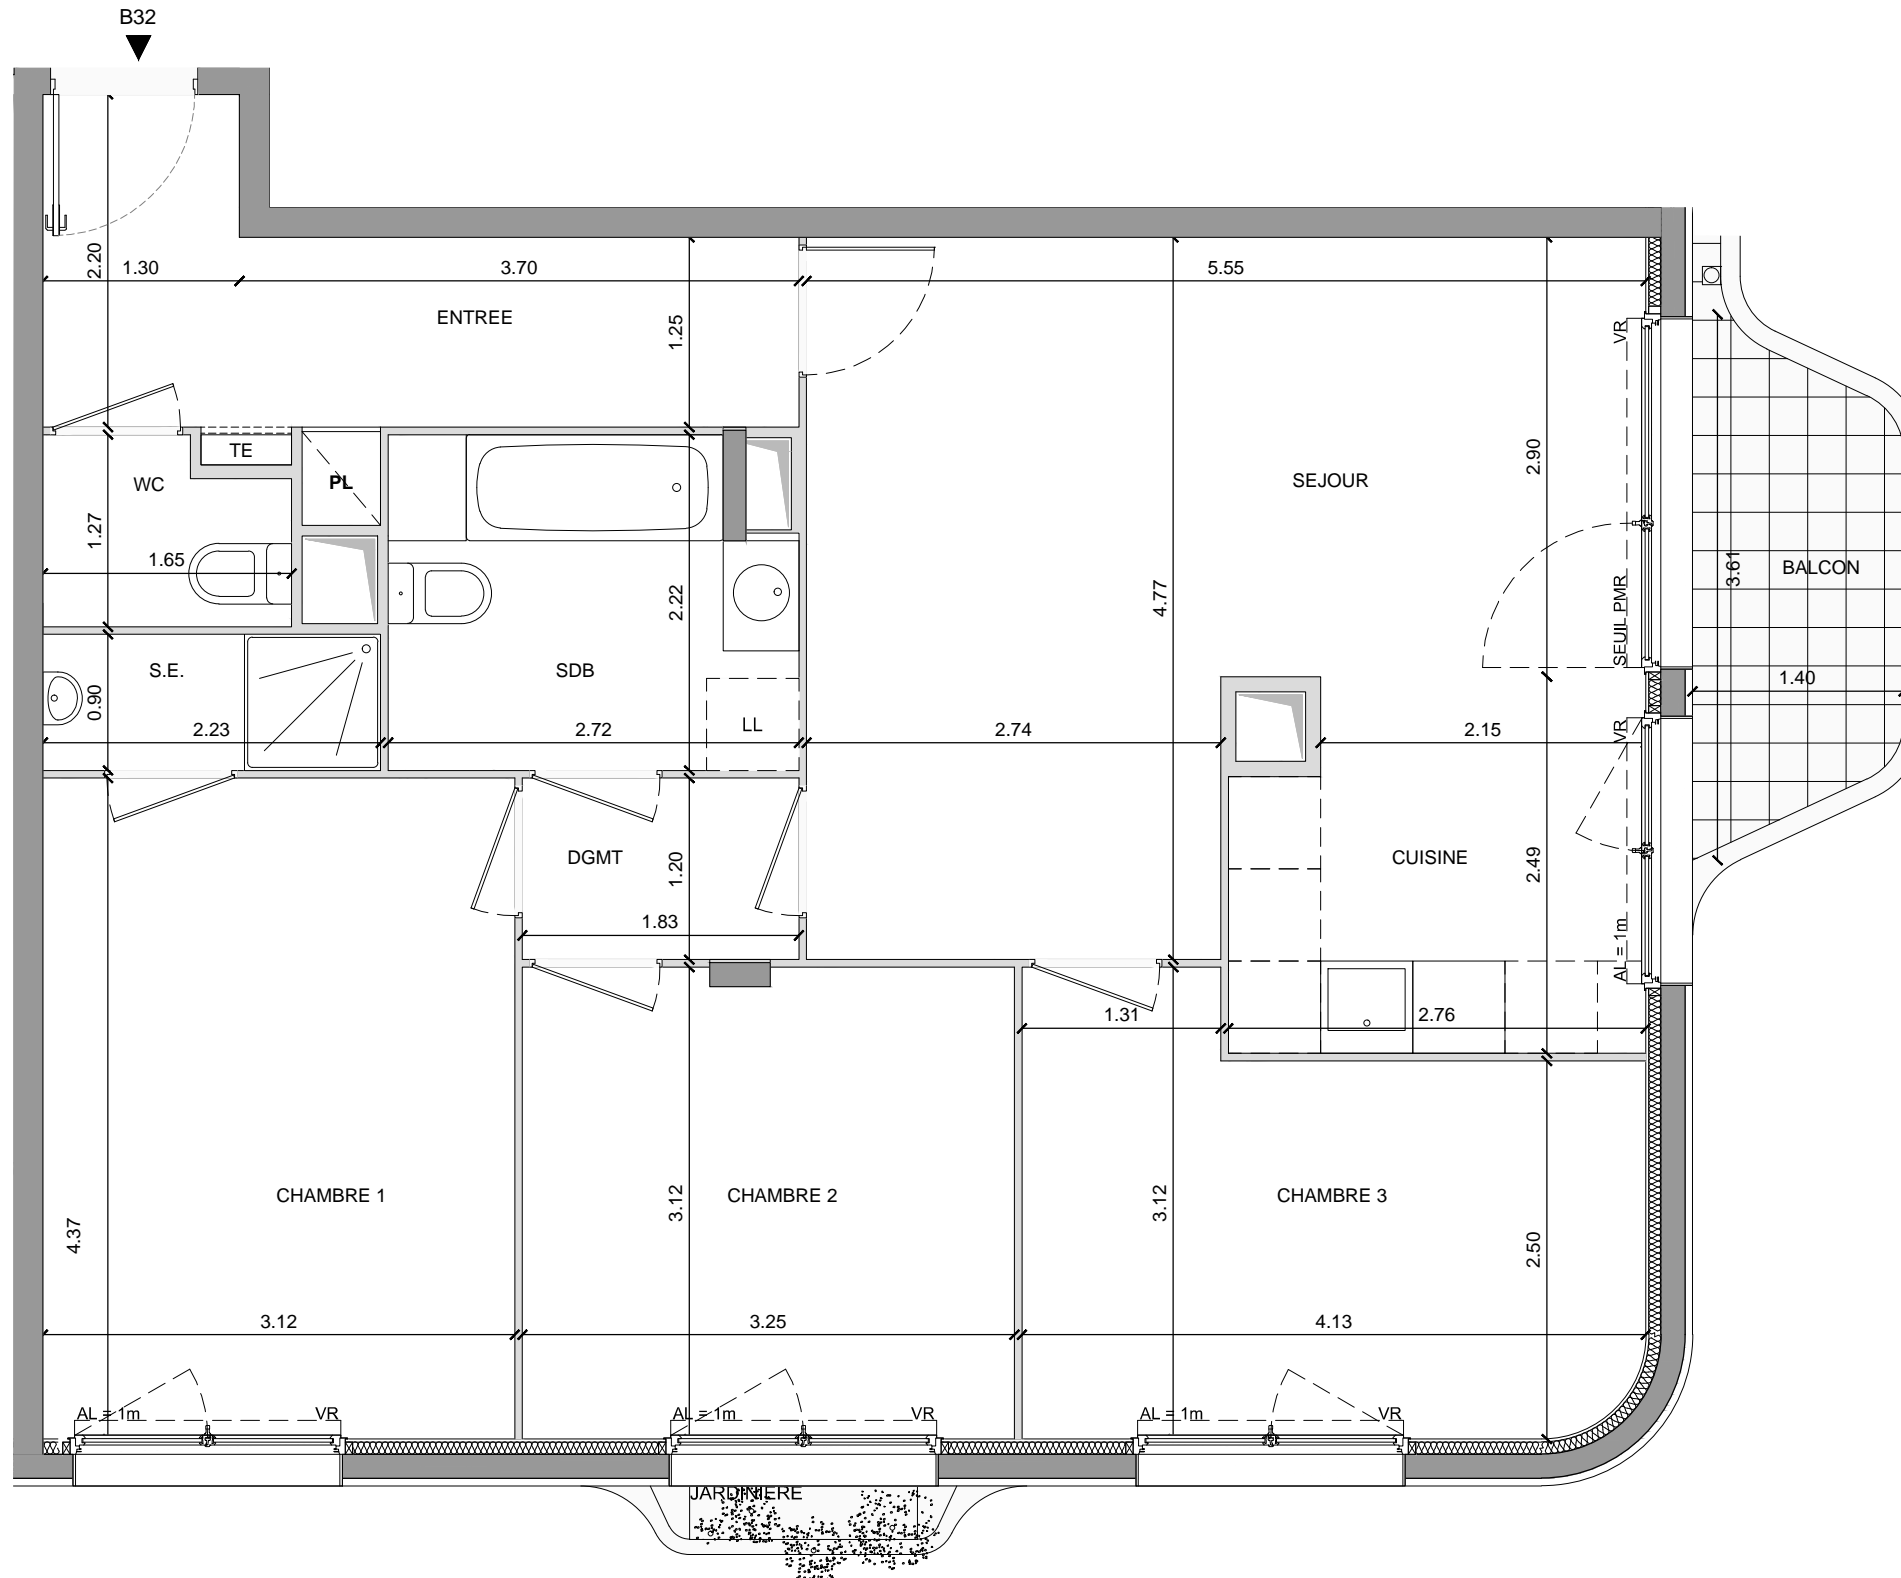 B32
2.20
1.30
3.70
5.55
ENTREE
1.25
VR
TE
PL
WC
SEJOUR
2.90
1.27
1.65
2.22
4.77
SEUIL PMR
3.61
BALCON
S.E.
SDB
0.90
1.40
2.23
2.72
LL
2.74
2.15
VR
DGMT
1.20
CUISINE
2.49
1.83
AL = 1m
1.31
2.76
CHAMBRE 1
CHAMBRE 2
CHAMBRE 3
3.12
3.12
4.37
2.50
3.12
3.25
4.13
AL = 1m
VR
AL = 1m
VR
AL = 1m
VR
JARDINIERE